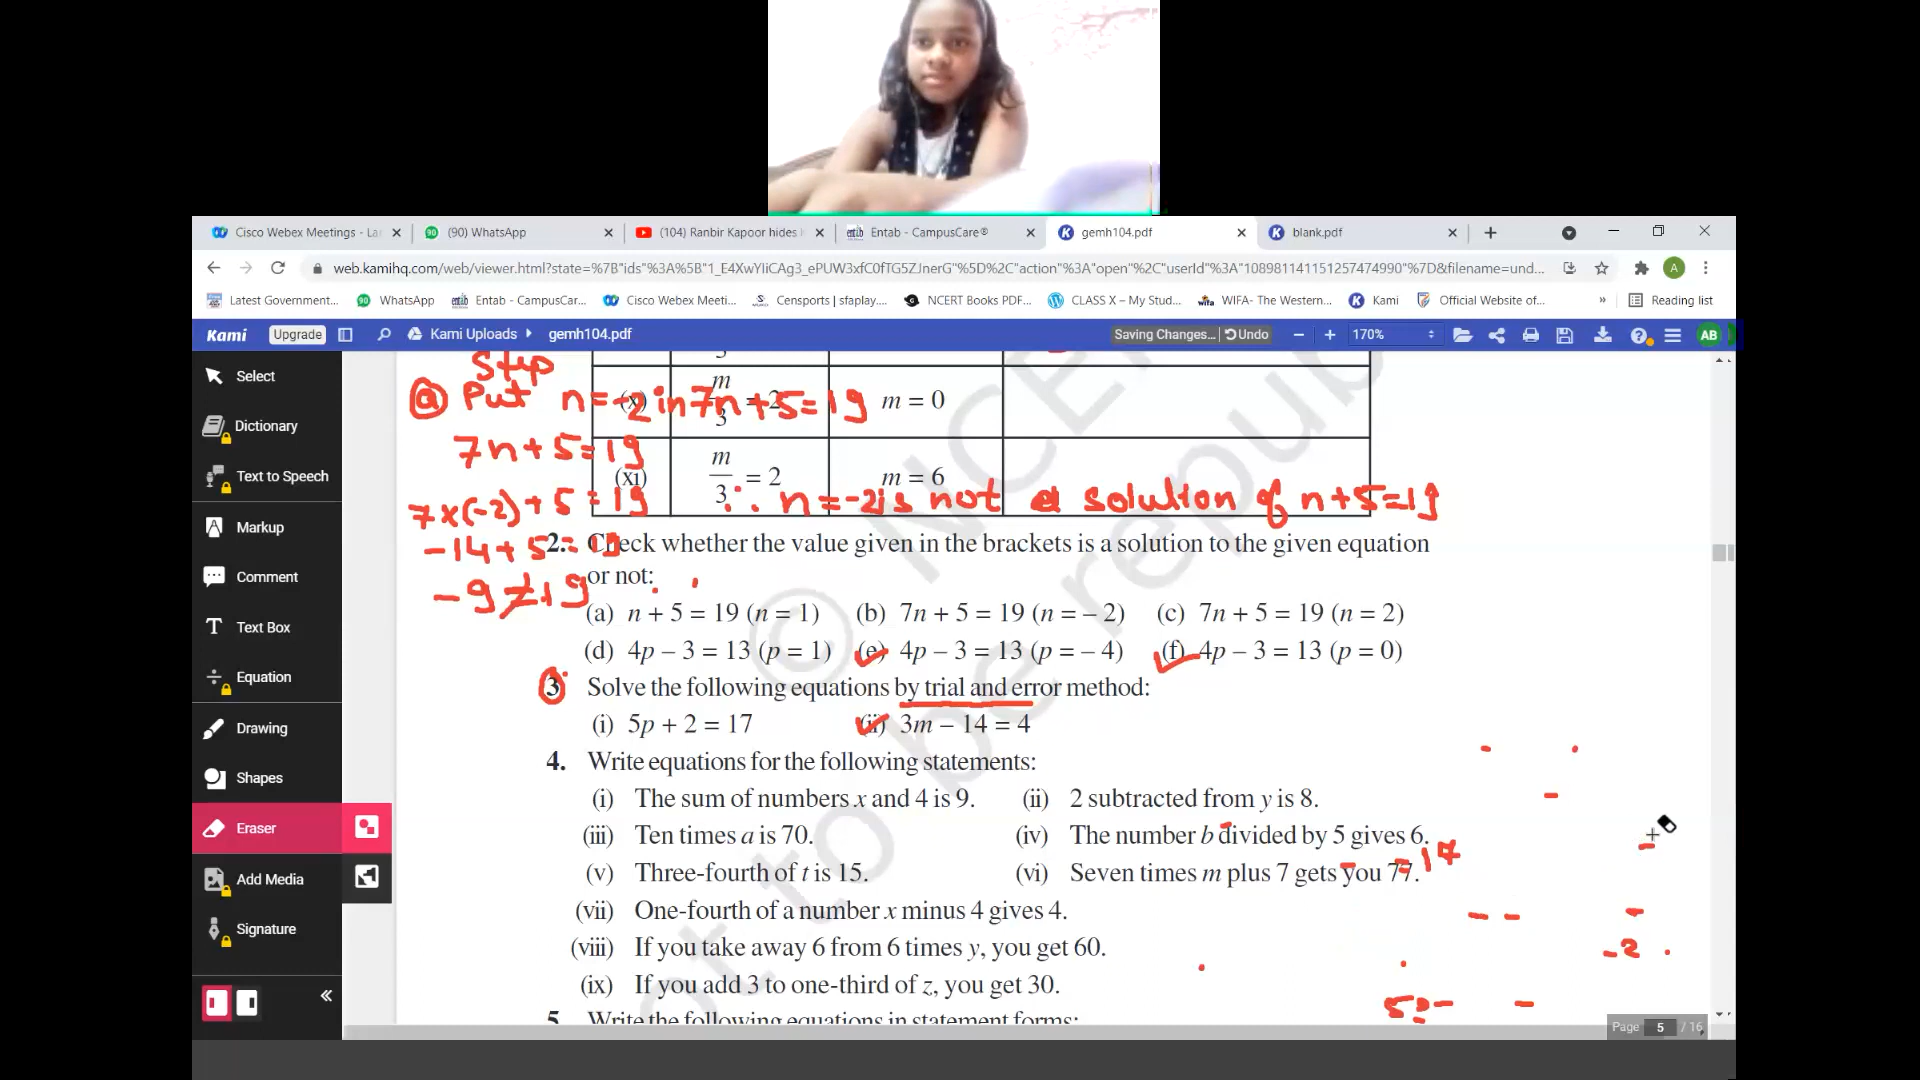 Cisco Webex Meetings - La
(90) WhatsApp
(104) Ranbir Kapoor hides
Entab - CampusCare®
gemh104.pdf
blank.pdf
web.kamihq.com/web/viewer.html?state=%7B"ids"%3A%5B"1_E4XwYIiCAg3_ePUW3xfC0fTG5ZJnerG"%5D%2C"action"%3A"open"%2C"userId"%3A"108981141151257474990"%7D&filename=und...
A
Latest Government...
WhatsApp
Entab - CampusCar...
Cisco Webex Meeti...
Censports | sfaplay....
NCERT Books PDF...
CLASS X – My Stud...
WIFA- The Western...
Kami
Official Website of...
»
Reading list
Kami
Upgrade
Kami Uploads
gemh104.pdf
Saving Changes...
Undo
170%
AB
Select
Dictionary
Text to Speech
Markup
Comment
Text Box
Equation
Drawing
Shapes
Eraser
Add Media
Signature
Step
(a) Put n=-2 in 7n+5=19
7n+5=19
7x(-2)+5=19
-14+5=19
-9≠19
∴ n=-2 is not a solution of n+5=19
(x) m/3 = 2 m = 0
(xi) m/3 = 2 m = 6
2. Check whether the value given in the brackets is a solution to the given equation
or not:
(a) n + 5 = 19 (n = 1) (b) 7n + 5 = 19 (n = – 2) (c) 7n + 5 = 19 (n = 2)
(d) 4p – 3 = 13 (p = 1) (e) 4p – 3 = 13 (p = – 4) (f) 4p – 3 = 13 (p = 0)
3. Solve the following equations by trial and error method:
(i) 5p + 2 = 17 (ii) 3m – 14 = 4
4. Write equations for the following statements:
(i) The sum of numbers x and 4 is 9. (ii) 2 subtracted from y is 8.
(iii) Ten times a is 70. (iv) The number b divided by 5 gives 6.
(v) Three-fourth of t is 15. (vi) Seven times m plus 7 gets you 77.
=17
(vii) One-fourth of a number x minus 4 gives 4.
(viii) If you take away 6 from 6 times y, you get 60.
-2
(ix) If you add 3 to one-third of z, you get 30.
5. Write the following equations in statement forms:
Page 5 / 16